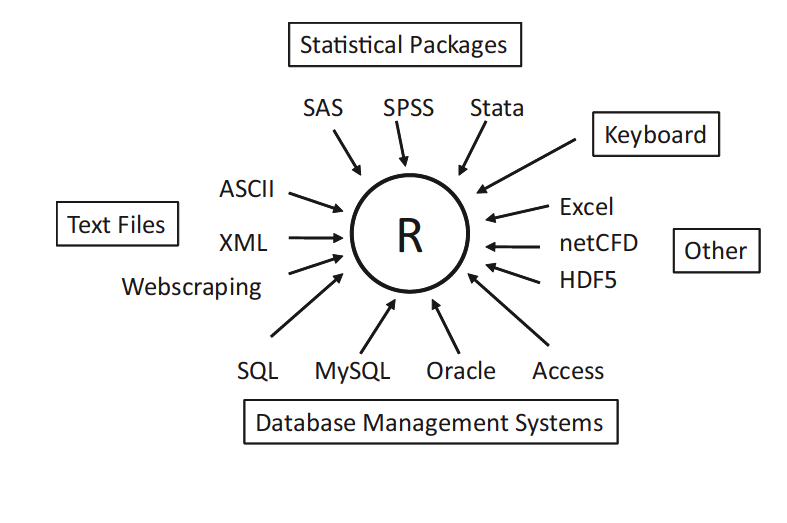 Statistical Packages
SAS SPSS Stata
Keyboard
ASCII
Excel
Text Files
R
XML
netCFD
Other
Webscraping
HDF5
SQL MySQL Oracle Access
Database Management Systems